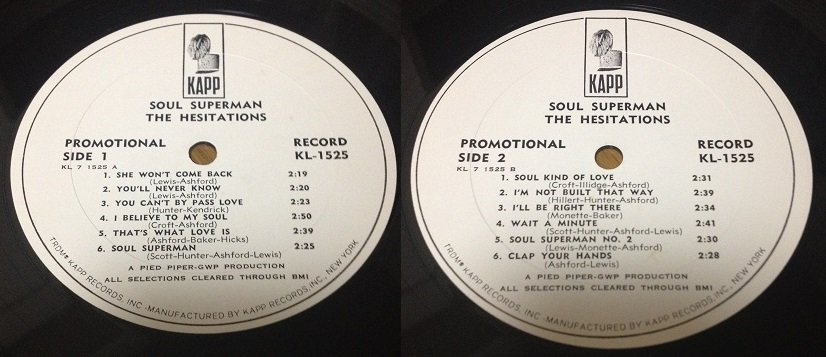 KAPP
SOUL SUPERMAN
THE HESITATIONS
PROMOTIONAL RECORD
SIDE 1 KL-1525
KL 7 1525 A
1. SHE WON'T COME BACK 2:19
(Lewis-Ashford)
2. YOU'LL NEVER KNOW 2:20
(Lewis-Ashford)
3. YOU CAN'T BY PASS LOVE 2:23
(Hunter-Kendrick)
4. I BELIEVE TO MY SOUL 2:50
(Croft-Ashford)
5. THAT'S WHAT LOVE IS 2:39
(Ashford-Baker-Hicks)
6. SOUL SUPERMAN 2:25
(Scott-Hunter-Ashford-Lewis)
A PIED PIPER-GWP PRODUCTION
ALL SELECTIONS CLEARED THROUGH BMI
TRDMK KAPP RECORDS, INC.-MANUFACTURED BY KAPP RECORDS, INC., NEW YORK
KAPP
SOUL SUPERMAN
THE HESITATIONS
PROMOTIONAL RECORD
SIDE 2 KL-1525
KL 7 1525 B
1. SOUL KIND OF LOVE 2:31
(Croft-Illidge-Ashford)
2. I'M NOT BUILT THAT WAY 2:39
(Hillert-Hunter-Ashford)
3. I'LL BE RIGHT THERE 2:34
(Monette-Baker)
4. WAIT A MINUTE 2:41
(Scott-Hunter-Ashford-Lewis)
5. SOUL SUPERMAN NO. 2 2:30
(Lewis-Monette-Ashford)
6. CLAP YOUR HANDS 2:28
(Ashford-Lewis)
A PIED PIPER-GWP PRODUCTION
ALL SELECTIONS CLEARED THROUGH BMI
TRDMK KAPP RECORDS, INC.-MANUFACTURED BY KAPP RECORDS, INC., NEW YORK